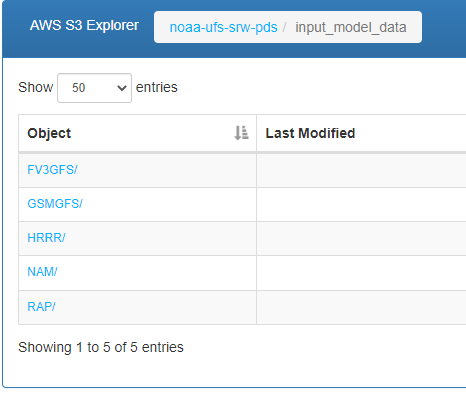 AWS S3 Explorer noaa-ufs-srw-pds / input_model_data
Show 50 entries
Object Last Modified
FV3GFS/
GSMGFS/
HRRR/
NAM/
RAP/
Showing 1 to 5 of 5 entries